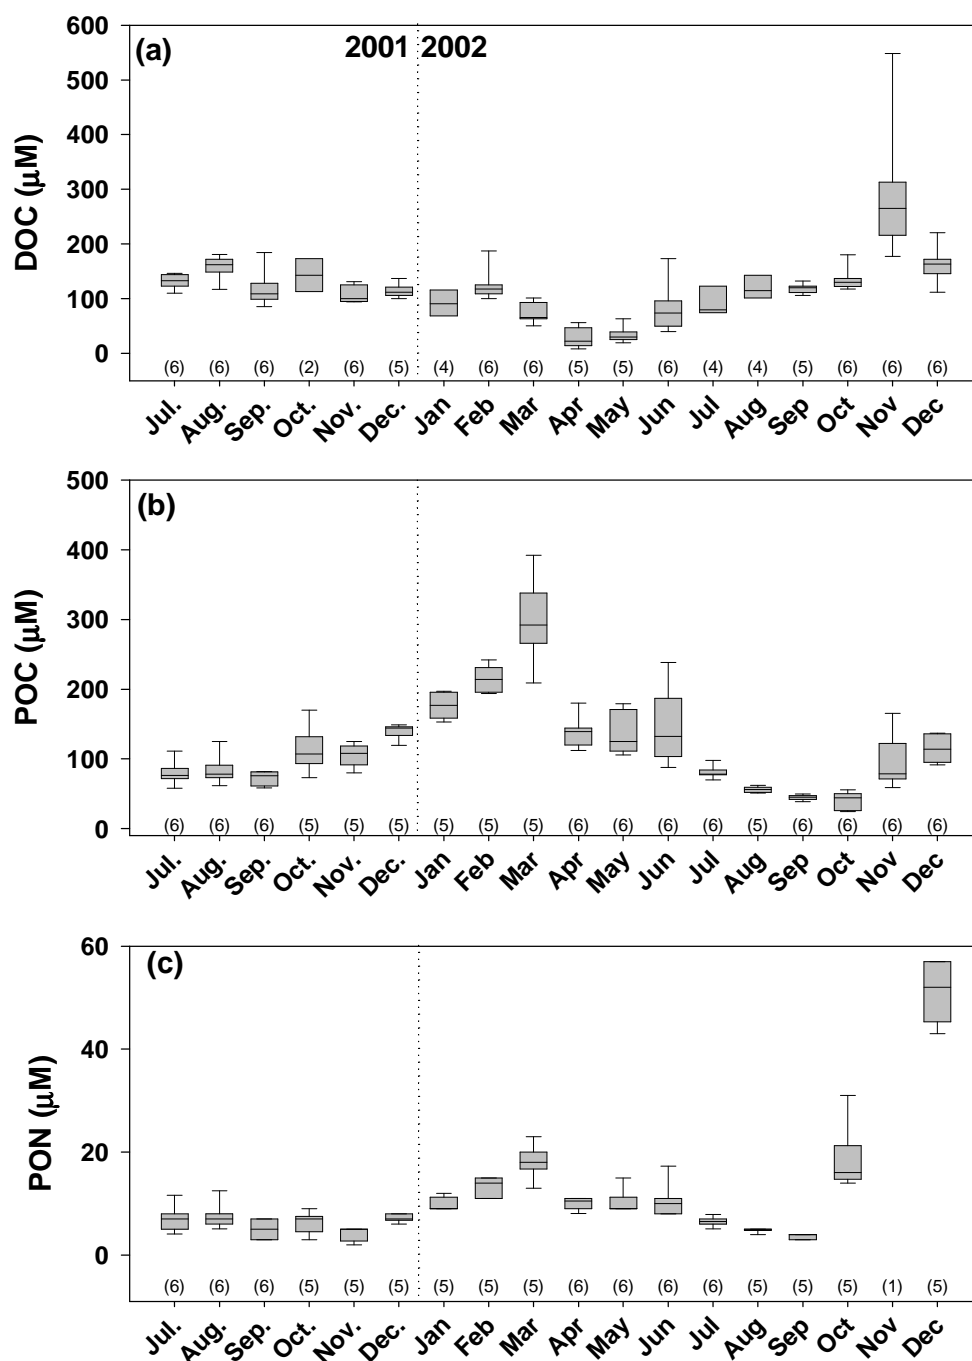 (a)
2001 2002
DOC (μM)
600
500
400
300
200
100
0
(6) (6) (6) (2) (6) (5) (4) (6) (6) (5) (5) (6) (4) (4) (5) (6) (6) (6)
Jul. Aug. Sep. Oct. Nov. Dec. Jan Feb Mar Apr May Jun Jul Aug Sep Oct Nov Dec
(b)
POC (μM)
500
400
300
200
100
0
(6) (6) (6) (5) (5) (5) (5) (5) (5) (6) (6) (6) (6) (5) (6) (6) (6) (6)
Jul. Aug. Sep. Oct. Nov. Dec. Jan Feb Mar Apr May Jun Jul Aug Sep Oct Nov Dec
(c)
PON (μM)
60
40
20
0
(6) (6) (6) (5) (5) (5) (5) (5) (5) (6) (6) (6) (6) (5) (5) (5) (1) (5)
Jul. Aug. Sep. Oct. Nov. Dec. Jan Feb Mar Apr May Jun Jul Aug Sep Oct Nov Dec